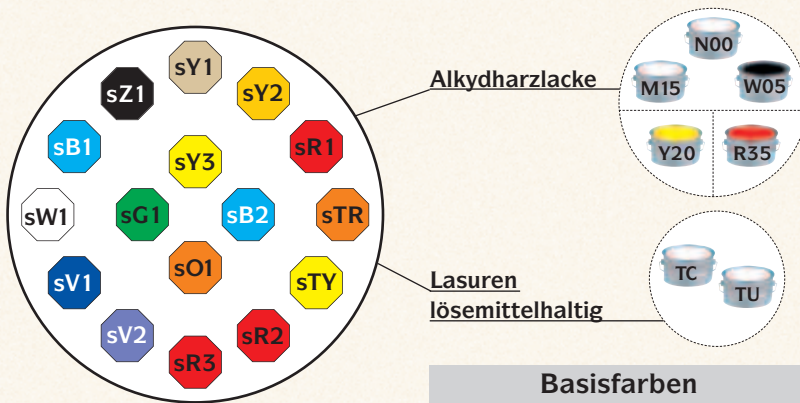 sY1
sZ1
sY2
sB1
sY3
sR1
sW1
sG1
sB2
sTR
sV1
sO1
sTY
sV2
sR3
sR2
Alkydharzlacke
N00
M15
W05
Y20
R35
Lasuren
lösemittelhaltig
TC
TU
Basisfarben